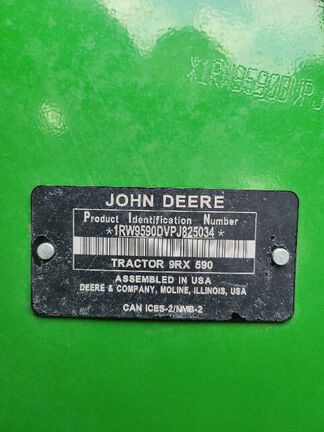 JOHN DEERE
Product Identification Number
*1RW9590DVPJ825034*
TRACTOR 9RX 590
ASSEMBLED IN USA
DEERE & COMPANY, MOLINE, ILLINOIS, USA
CAN ICES-2/NMB-2